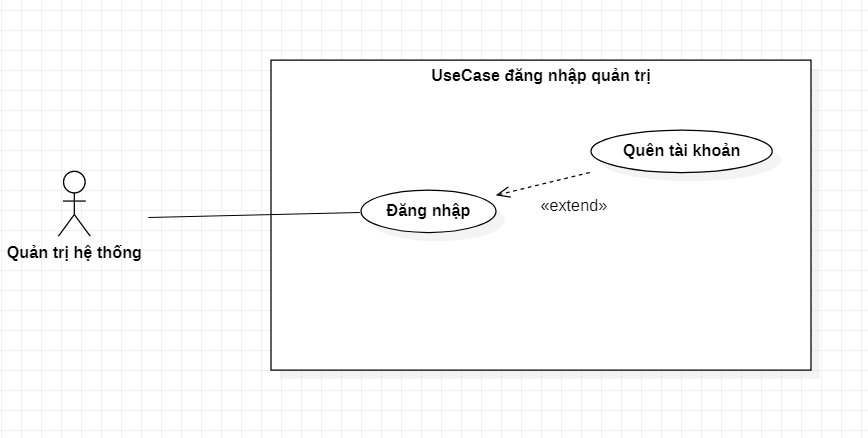 UseCase đăng nhập quản trị
Quên tài khoản
Đăng nhập
«extend»
Quản trị hệ thống